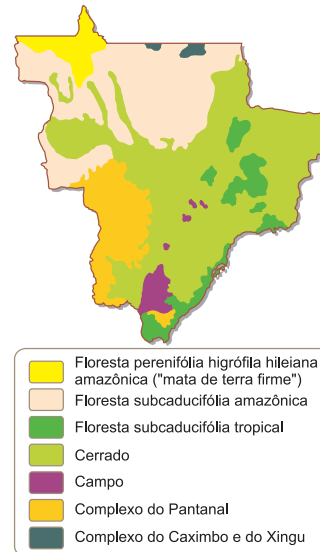 Floresta perenifólia higrófila hileiana
amazônica ("mata de terra firme")
Floresta subcaducifólia amazônica
Floresta subcaducifólia tropical
Cerrado
Campo
Complexo do Pantanal
Complexo do Caximbo e do Xingu